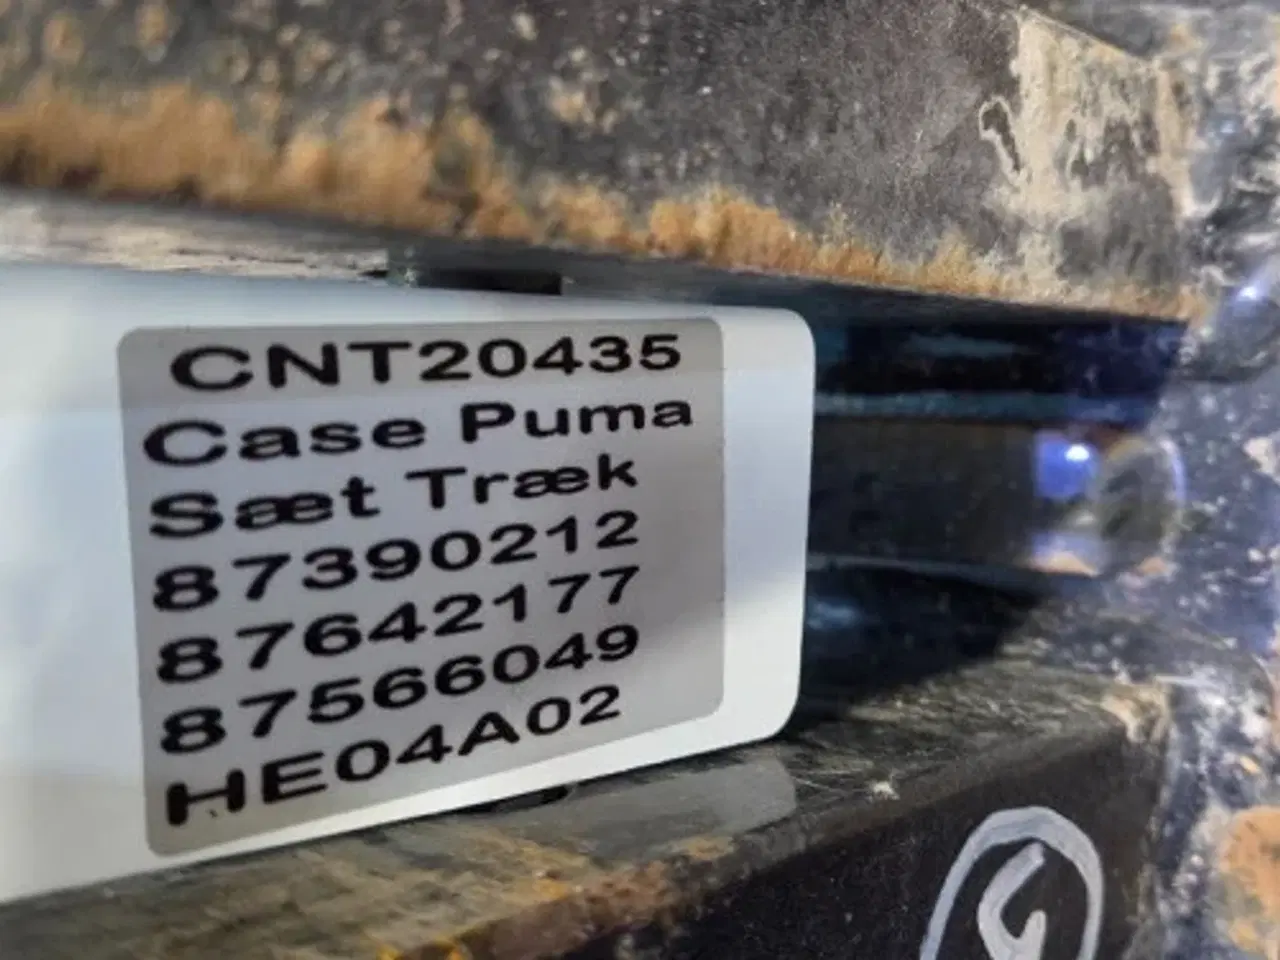 CNT20435
Case Puma
Sæt Træk
87390212
87642177
87566049
HE04A02